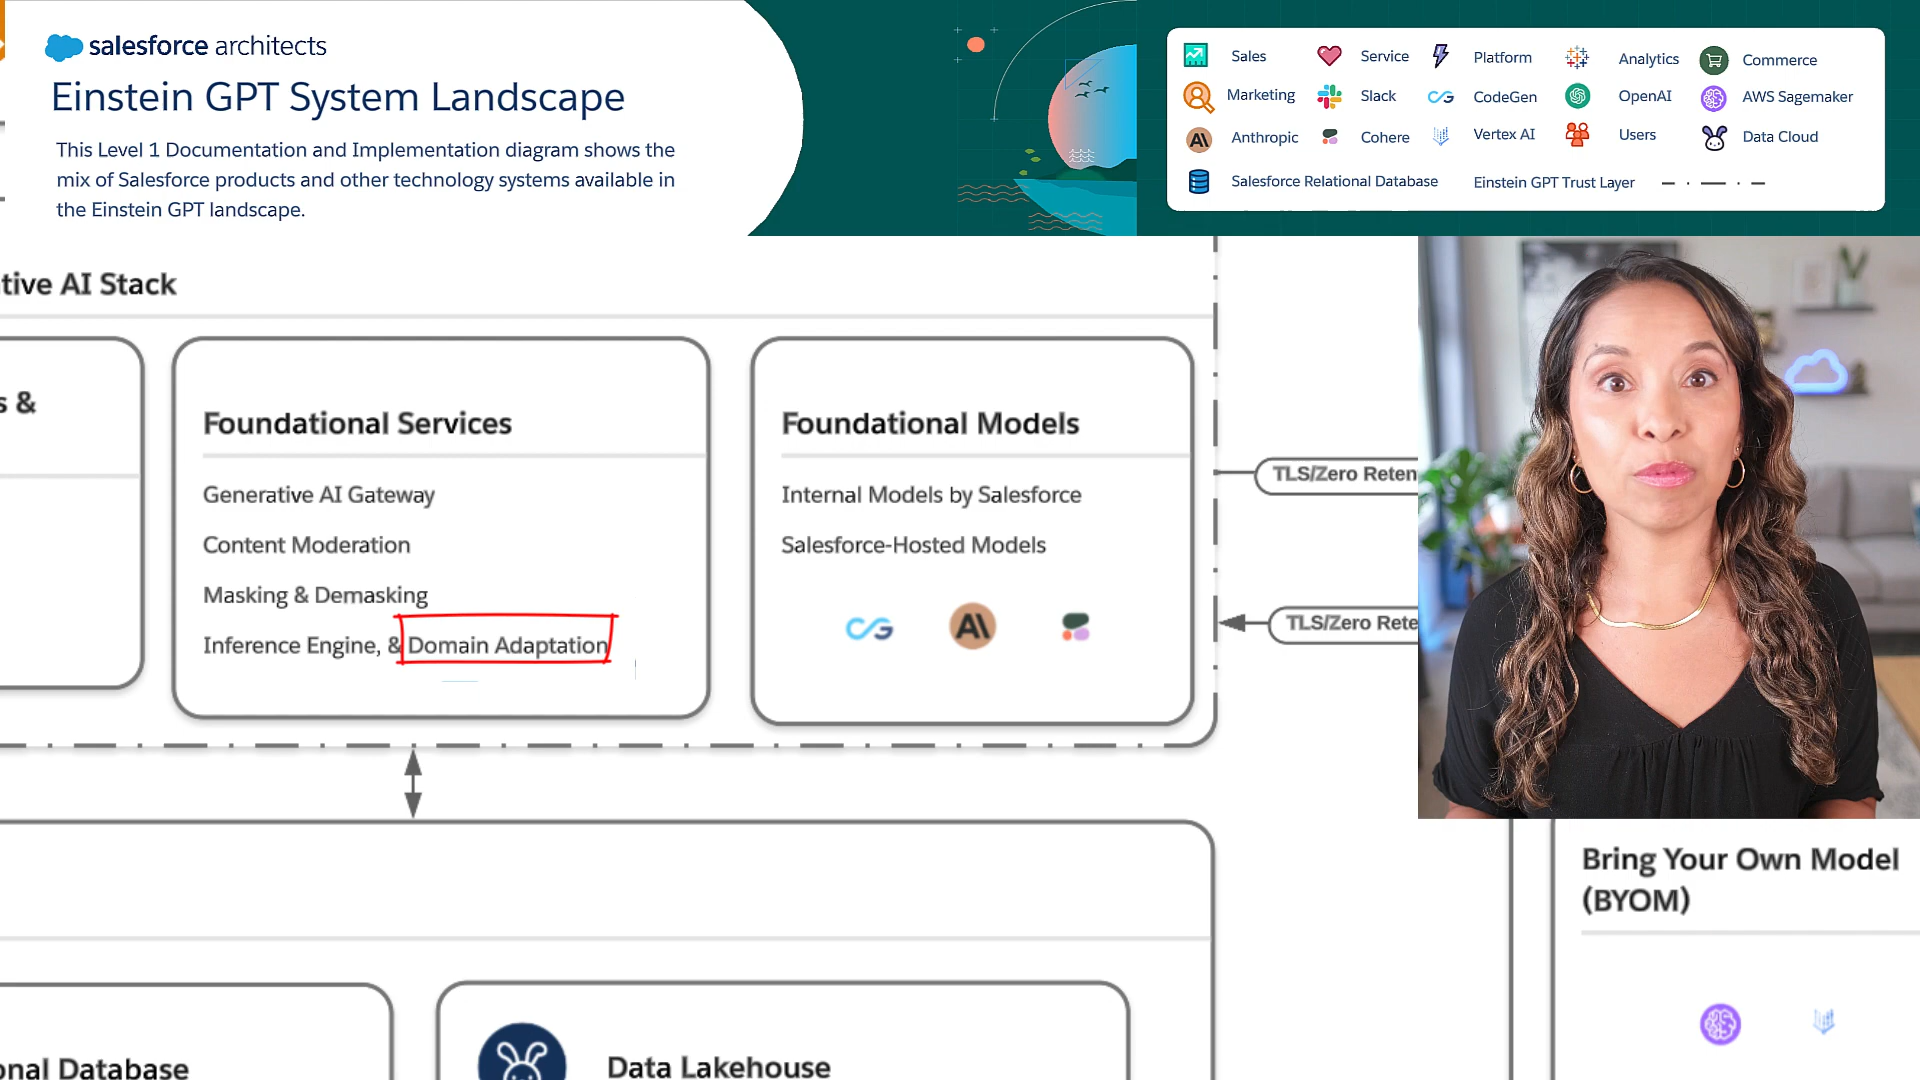 salesforce architects
Einstein GPT System Landscape
This Level 1 Documentation and Implementation diagram shows the
mix of Salesforce products and other technology systems available in
the Einstein GPT landscape.
Sales Service Platform Analytics Commerce
Marketing Slack CodeGen OpenAI AWS Sagemaker
Anthropic Cohere Vertex AI Users Data Cloud
Salesforce Relational Database Einstein GPT Trust Layer
tive AI Stack
s &
Foundational Services
Generative AI Gateway
Content Moderation
Masking & Demasking
Inference Engine, & Domain Adaptation
Foundational Models
Internal Models by Salesforce
Salesforce-Hosted Models
TLS/Zero Reten
TLS/Zero Rete
Bring Your Own Model
(BYOM)
onal Database
Data Lakehouse